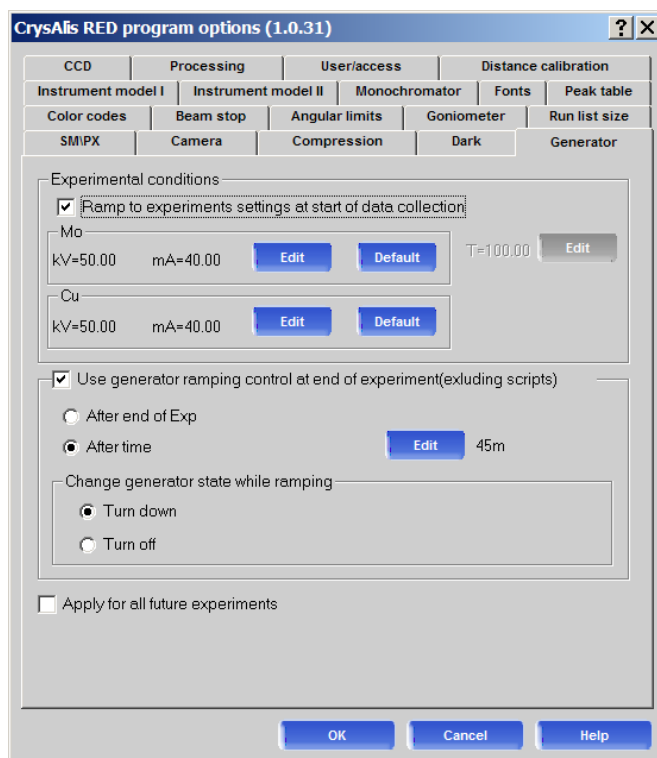 CrysAlis RED program options (1.0.31)
CCD Processing User/access Distance calibration
Instrument model I Instrument model II Monochromator Fonts Peak table
Color codes Beam stop Angular limits Goniometer Run list size
SM\PX Camera Compression Dark Generator
Experimental conditions
Ramp to experiments settings at start of data collection
Mo
kV=50.00 mA=40.00 Edit Default T=100.00 Edit
Cu
kV=50.00 mA=40.00 Edit Default
Use generator ramping control at end of experiment(exluding scripts)
After end of Exp
After time Edit 45m
Change generator state while ramping
Turn down
Turn off
Apply for all future experiments
OK Cancel Help